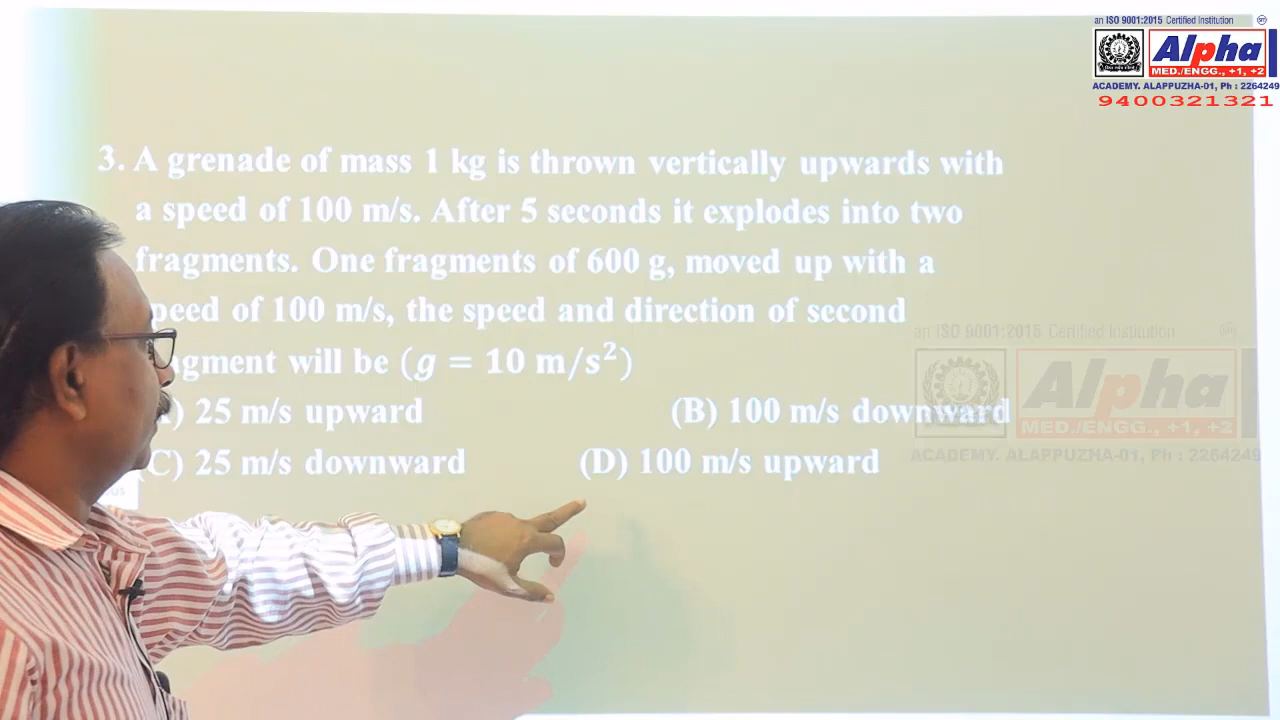 an ISO 9001:2015 Certified Institution
Alpha
MED./ENGG., +1, +2
ACADEMY. ALAPPUZHA-01, Ph : 2264249
9400321321
3. A grenade of mass 1 kg is thrown vertically upwards with
a speed of 100 m/s. After 5 seconds it explodes into two
fragments. One fragments of 600 g, moved up with a
peed of 100 m/s, the speed and direction of second
agment will be (g = 10 m/s²)
) 25 m/s upward (B) 100 m/s downward
C) 25 m/s downward (D) 100 m/s upward
an ISO 9001:2015 Certified Institution
Alpha
MED./ENGG., +1, +2
ACADEMY. ALAPPUZHA-01, Ph : 2264249